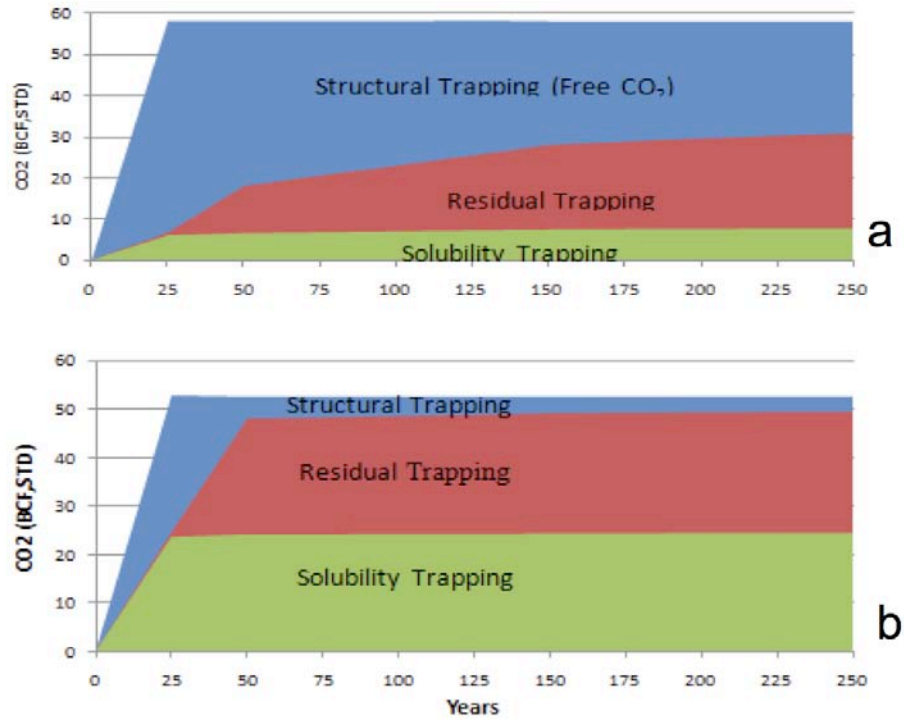 60
50
40
30
20
10
0
CO2 (BCF,STD)
Structural Trapping (Free CO₂)
Residual Trapping
Solubility Trapping
a
0 25 50 75 100 125 150 175 200 225 250
60
50
40
30
20
10
0
CO2 (BCF,STD)
Structural Trapping
Residual Trapping
Solubility Trapping
b
0 25 50 75 100 125 150 175 200 225 250
Years